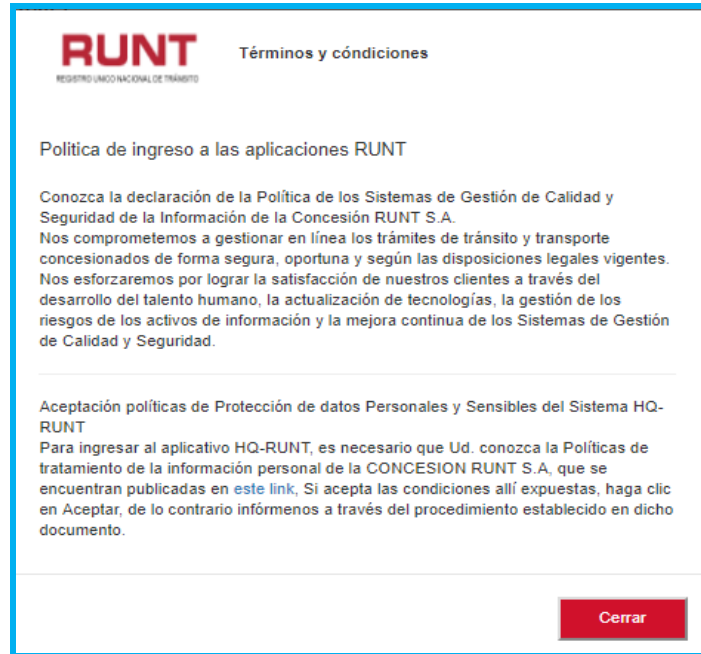 RUNT
REGISTRO UNICO NACIONAL DE TRÁNSITO
Términos y cóndiciones
Politica de ingreso a las aplicaciones RUNT
Conozca la declaración de la Política de los Sistemas de Gestión de Calidad y
Seguridad de la Información de la Concesión RUNT S.A.
Nos comprometemos a gestionar en línea los trámites de tránsito y transporte
concesionados de forma segura, oportuna y según las disposiciones legales vigentes.
Nos esforzaremos por lograr la satisfacción de nuestros clientes a través del
desarrollo del talento humano, la actualización de tecnologías, la gestión de los
riesgos de los activos de información y la mejora continua de los Sistemas de Gestión
de Calidad y Seguridad.
Aceptación políticas de Protección de datos Personales y Sensibles del Sistema HQ-
RUNT
Para ingresar al aplicativo HQ-RUNT, es necesario que Ud. conozca la Políticas de
tratamiento de la información personal de la CONCESION RUNT S.A, que se
encuentran publicadas en este link, Si acepta las condiciones allí expuestas, haga clic
en Aceptar, de lo contrario infórmenos a través del procedimiento establecido en dicho
documento.
Cerrar